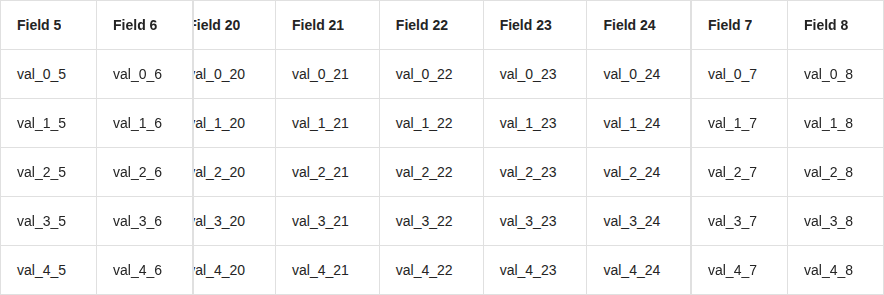 Field 5 Field 6 Field 20 Field 21 Field 22 Field 23 Field 24 Field 7 Field 8
val_0_5 val_0_6 val_0_20 val_0_21 val_0_22 val_0_23 val_0_24 val_0_7 val_0_8
val_1_5 val_1_6 val_1_20 val_1_21 val_1_22 val_1_23 val_1_24 val_1_7 val_1_8
val_2_5 val_2_6 val_2_20 val_2_21 val_2_22 val_2_23 val_2_24 val_2_7 val_2_8
val_3_5 val_3_6 val_3_20 val_3_21 val_3_22 val_3_23 val_3_24 val_3_7 val_3_8
val_4_5 val_4_6 val_4_20 val_4_21 val_4_22 val_4_23 val_4_24 val_4_7 val_4_8